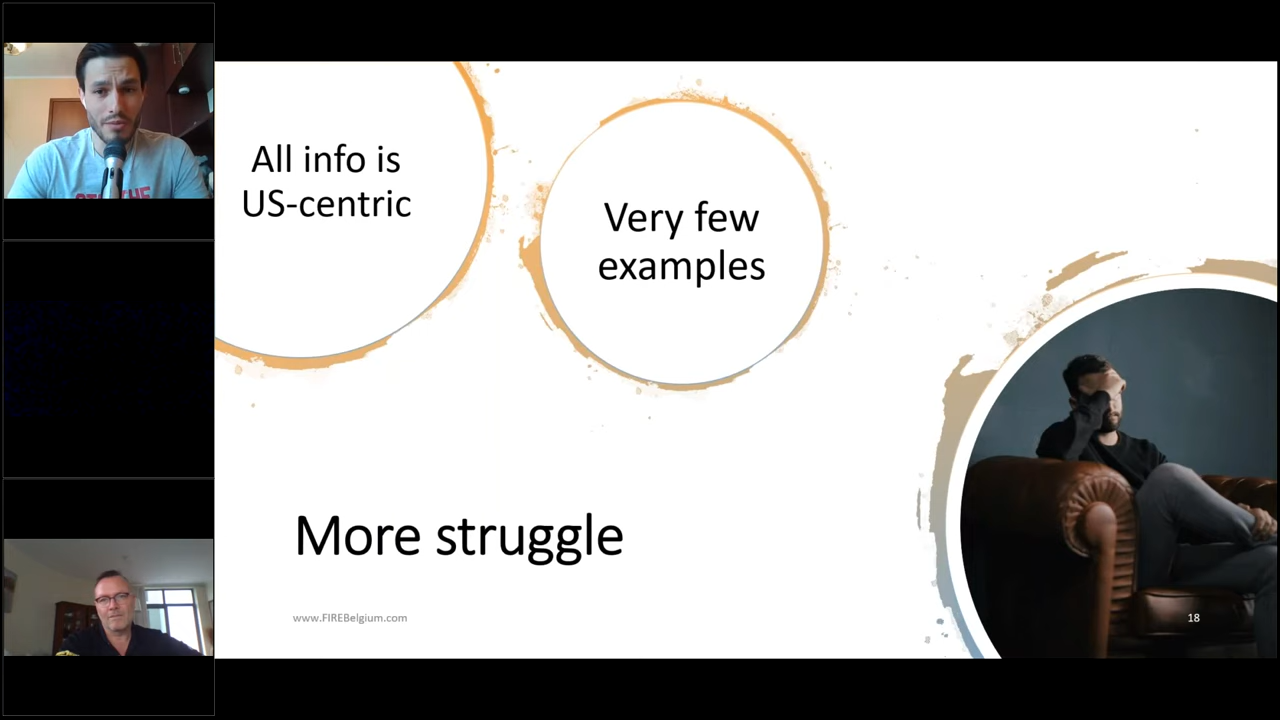 All info is
US-centric
Very few
examples
More struggle
www.FIREBelgium.com
18